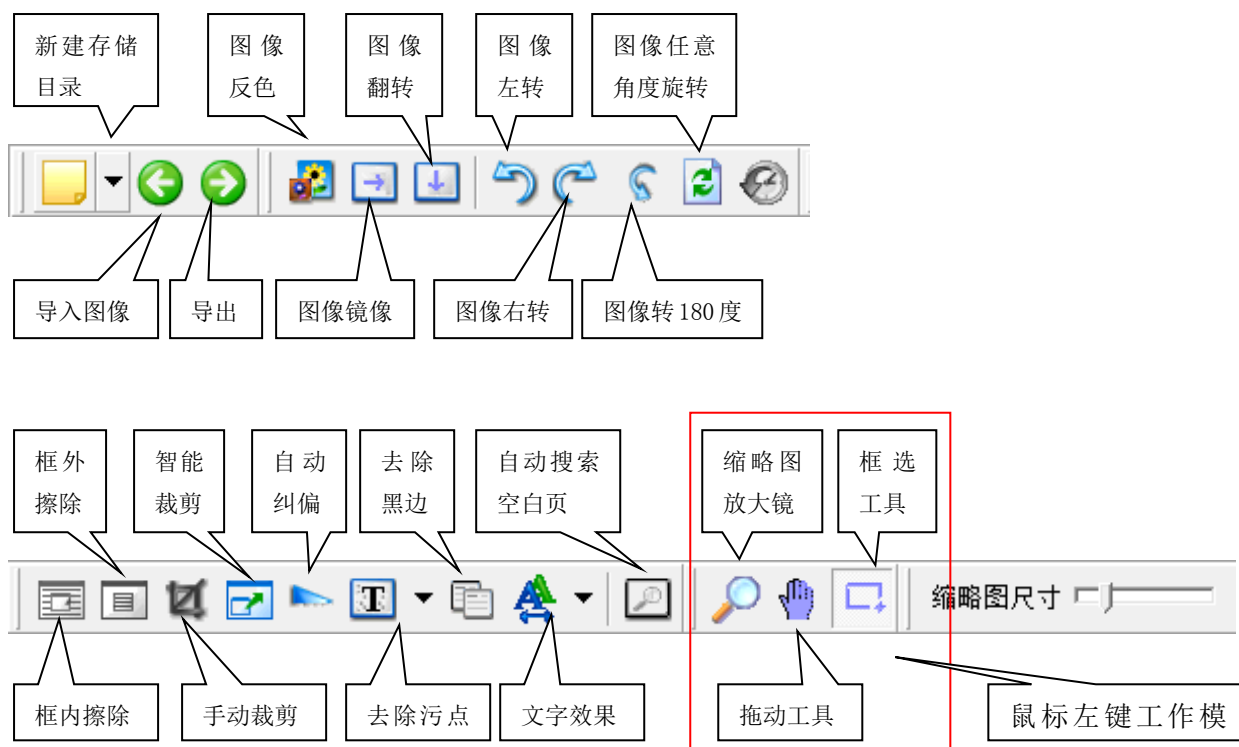 新建存储
目录
图像
反色
图像
翻转
图像
左转
图像任意
角度旋转
导入图像
导出
图像镜像
图像右转
图像转180度
框外
擦除
智能
裁剪
自动
纠偏
去除
黑边
自动搜索
空白页
缩略图
放大镜
框选
工具
缩略图尺寸
框内擦除
手动裁剪
去除污点
文字效果
拖动工具
鼠标左键工作模